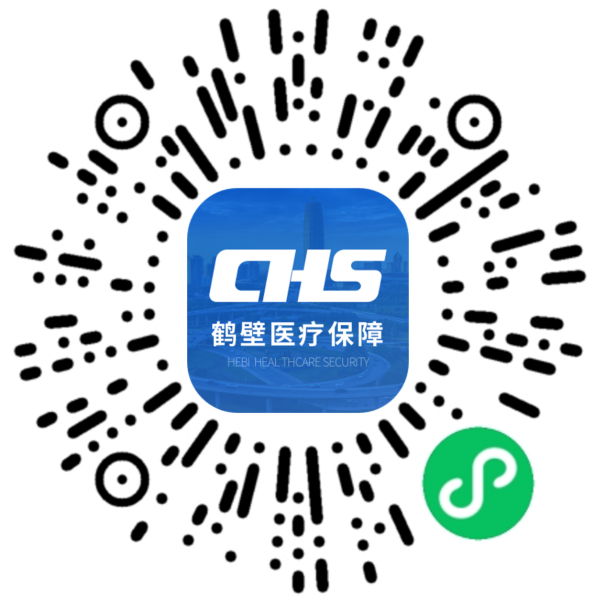 CHS
鹤壁医疗保障
HEBI HEALTHCARE SECURITY